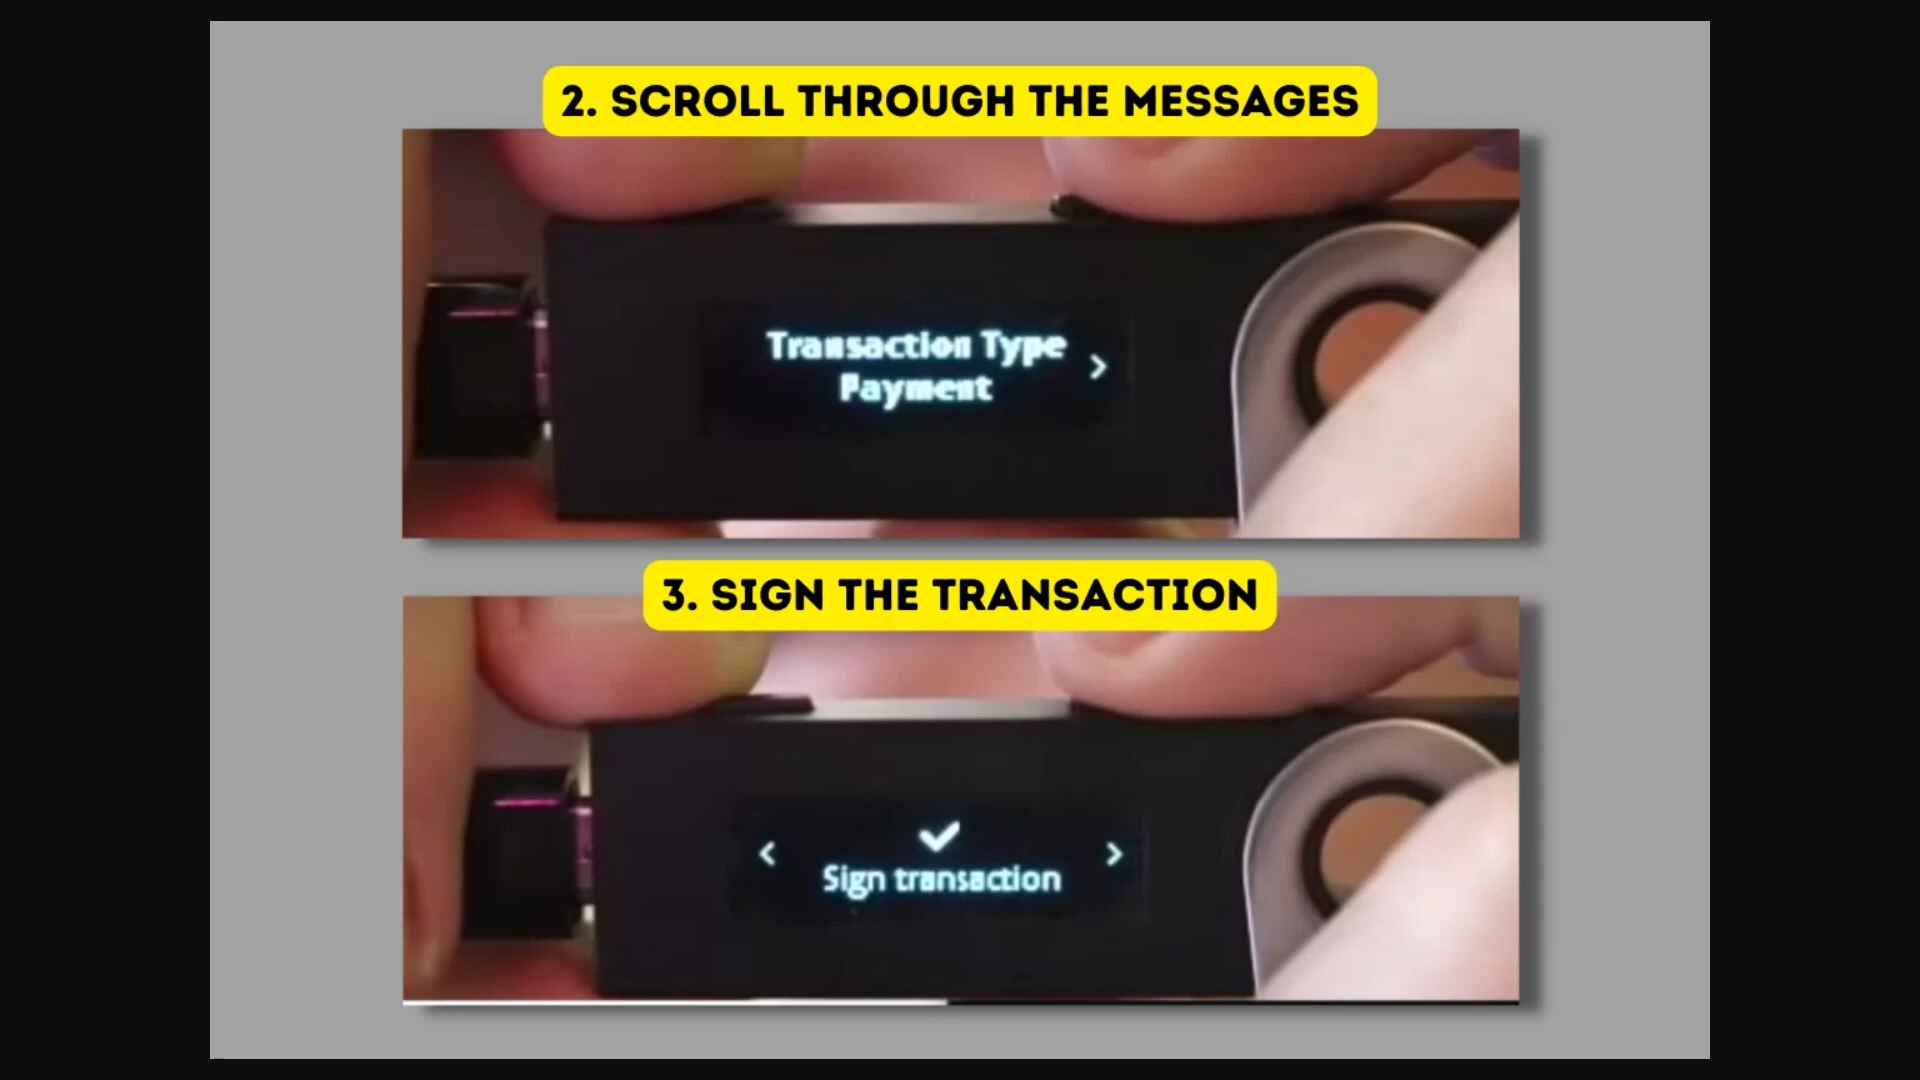 2. SCROLL THROUGH THE MESSAGES
Transaction Type
Payment
3. SIGN THE TRANSACTION
Sign transaction